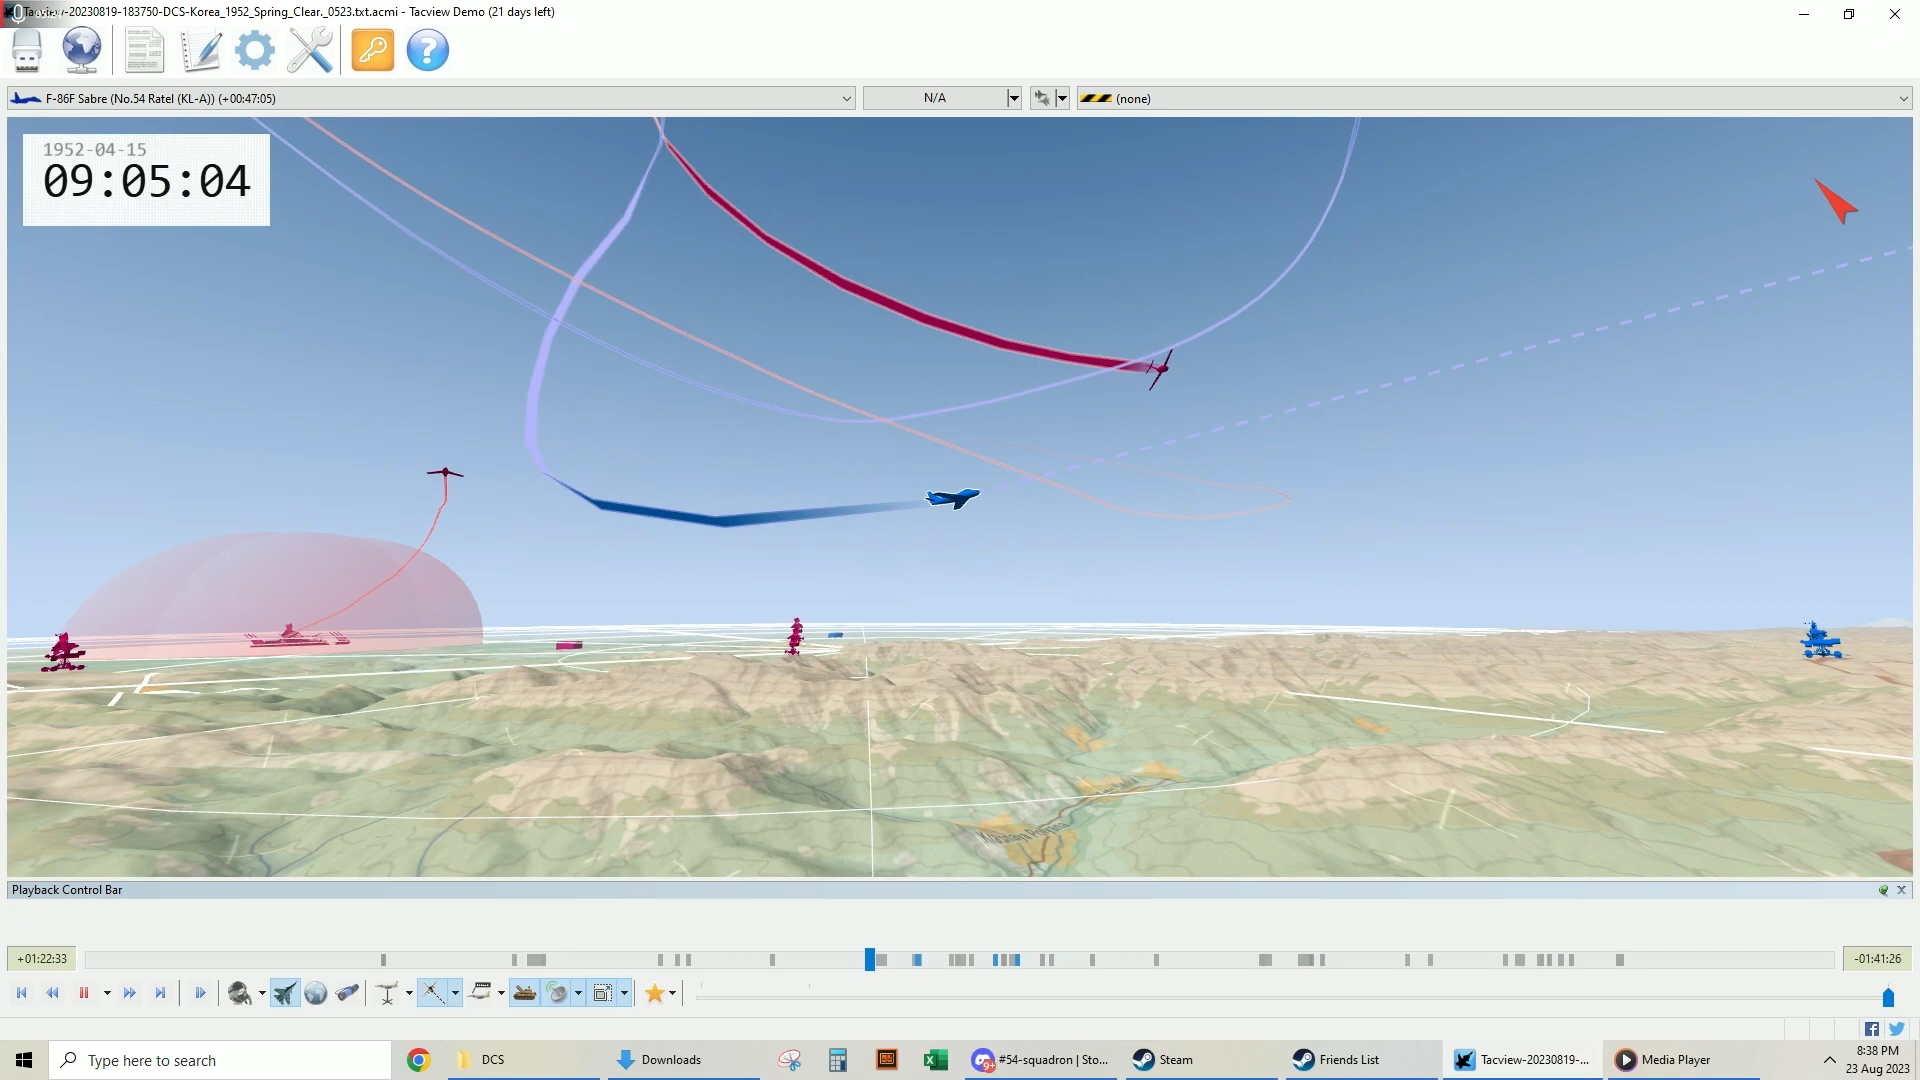 Tacview-20230819-183750-DCS-Korea_1952_Spring_Clear._0523.txt.acmi - Tacview Demo (21 days left)
F-86F Sabre (No.54 Ratel (KL-A)) (+00:47:05)
N/A
(none)
1952-04-15
09:05:04
Playback Control Bar
+01:22:33
-01:41:26
Type here to search
DCS
Downloads
9+
#54-squadron | Sto...
Steam
Friends List
Tacview-20230819-...
Media Player
8:38 PM
23 Aug 2023